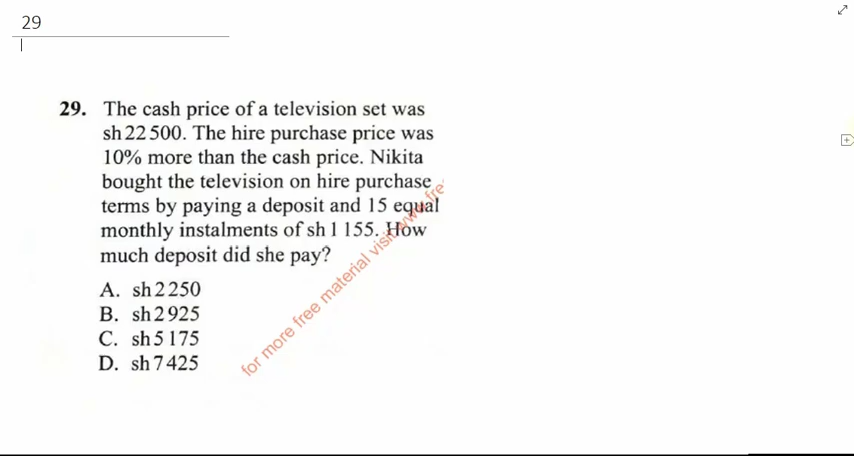 29
29. The cash price of a television set was
sh 22 500. The hire purchase price was
10% more than the cash price. Nikita
bought the television on hire purchase
terms by paying a deposit and 15 equal
monthly instalments of sh 1 155. How
much deposit did she pay?
A. sh 2 250
B. sh 2 925
C. sh 5 175
D. sh 7 425
for more free material visit